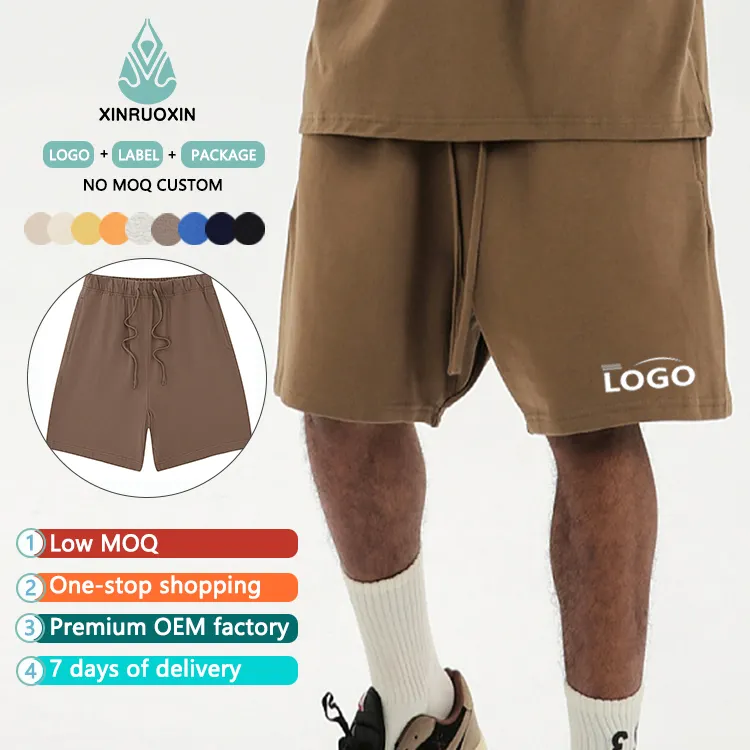 XINRUOXIN
LOGO + LABEL + PACKAGE
NO MOQ CUSTOM
LOGO
1 Low MOQ
2 One-stop shopping
3 Premium OEM factory
4 7 days of delivery